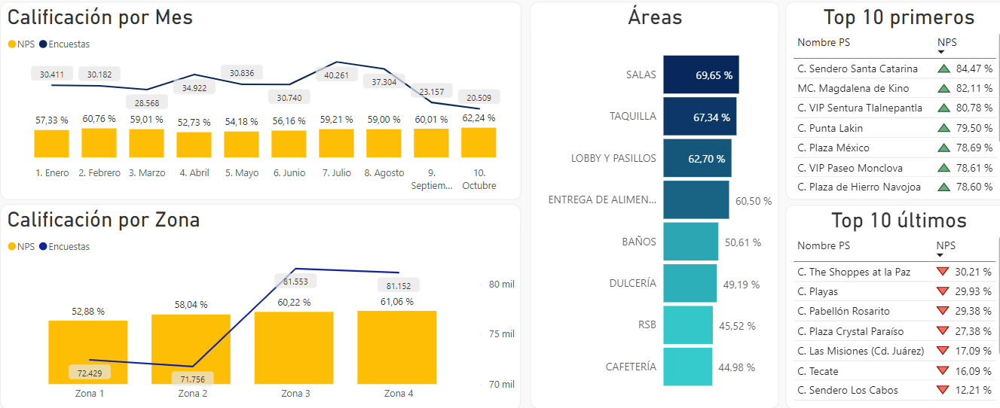 Calificación por Mes
NPS Encuestas
30.411 30.182 28.568 34.922 30.836 30.740 40.261 37.304 23.157 20.509
57,33 % 60,76 % 59,01 % 52,73 % 54,18 % 56,16 % 59,21 % 59,00 % 60,01 % 62,24 %
1. Enero 2. Febrero 3. Marzo 4. Abril 5. Mayo 6. Junio 7. Julio 8. Agosto 9. Septiem... 10. Octubre
Calificación por Zona
NPS Encuestas
80 mil
75 mil
70 mil
52,88 % 58,04 % 60,22 % 61,06 %
72.429 71.756 81.553 81.152
Zona 1 Zona 2 Zona 3 Zona 4
Áreas
SALAS 69,65 %
TAQUILLA 67,34 %
LOBBY Y PASILLOS 62,70 %
ENTREGA DE ALIMEN... 60,50 %
BAÑOS 50,61 %
DULCERÍA 49,19 %
RSB 45,52 %
CAFETERÍA 44,98 %
Top 10 primeros
Nombre PS NPS
C. Sendero Santa Catarina 84,47 %
MC. Magdalena de Kino 82,11 %
C. VIP Sentura Tlalnepantla 80,78 %
C. Punta Lakin 79,50 %
C. Plaza México 78,69 %
C. VIP Paseo Monclova 78,61 %
C. Plaza de Hierro Navojoa 78,60 %
Top 10 últimos
Nombre PS NPS
C. The Shoppes at la Paz 30,21 %
C. Playas 29,93 %
C. Pabellón Rosarito 29,38 %
C. Plaza Crystal Paraíso 27,38 %
C. Las Misiones (Cd. Juárez) 17,09 %
C. Tecate 16,09 %
C. Sendero Los Cabos 12,21 %